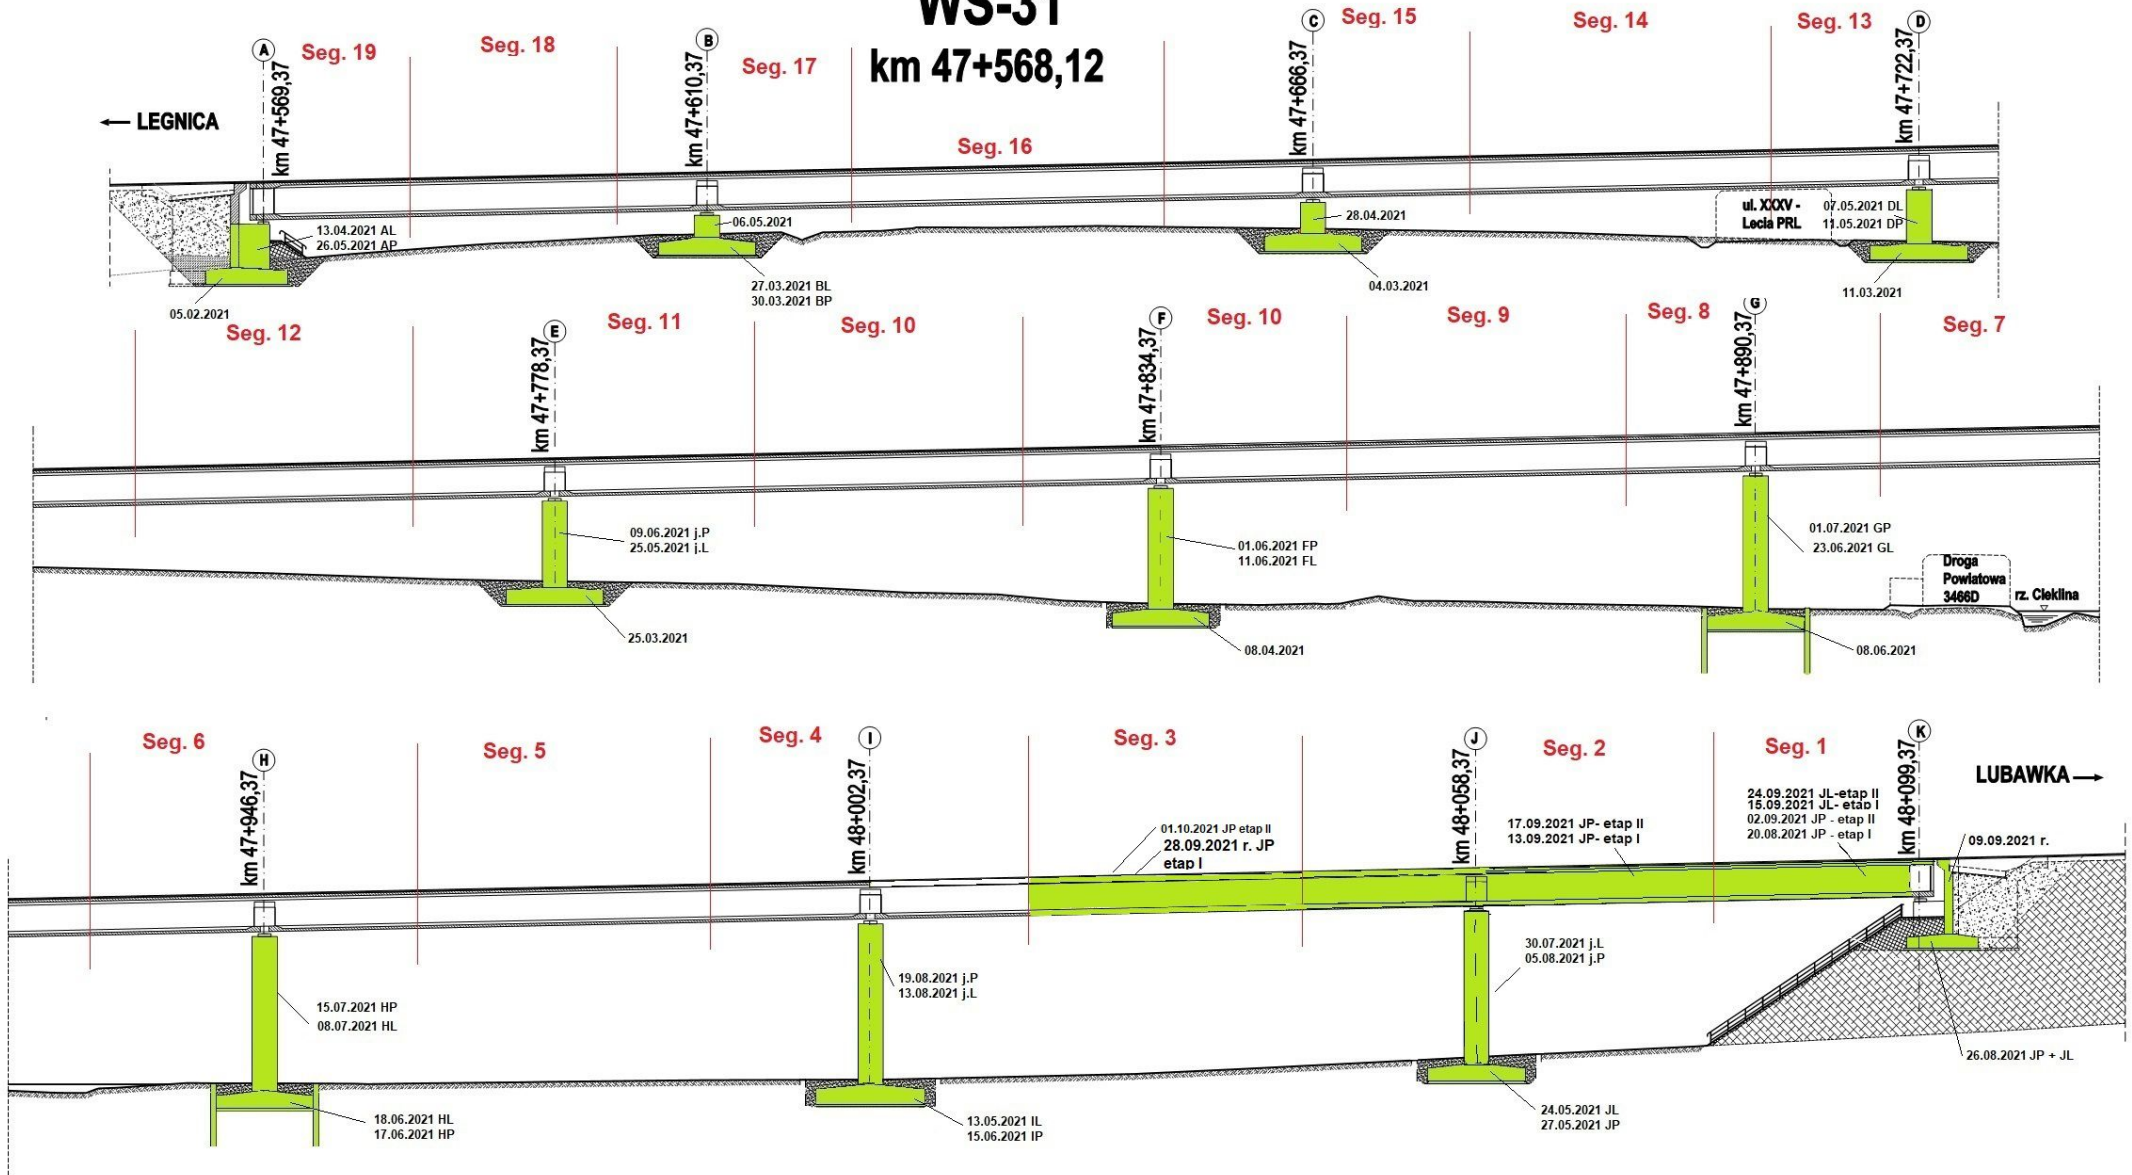 WS-31
km 47+568,12
A
Seg. 19
Seg. 18
B
Seg. 17
C
Seg. 15
Seg. 14
Seg. 13
D
km 47+569,37
km 47+610,37
km 47+666,37
km 47+722,37
← LEGNICA
Seg. 16
13.04.2021 AL
26.05.2021 AP
06.05.2021
28.04.2021
ul. XXXV -
Lecia PRL
07.05.2021 DL
11.05.2021 DP
05.02.2021
27.03.2021 BL
30.03.2021 BP
04.03.2021
11.03.2021
Seg. 12
E
Seg. 11
Seg. 10
F
Seg. 10
Seg. 9
Seg. 8
G
Seg. 7
km 47+778,37
km 47+834,37
km 47+890,37
09.06.2021 j.P
25.05.2021 j.L
01.06.2021 FP
11.06.2021 FL
01.07.2021 GP
23.06.2021 GL
Droga
Powiatowa
3466D
rz. Cieklina
25.03.2021
08.04.2021
08.06.2021
Seg. 6
H
Seg. 5
Seg. 4
I
Seg. 3
J
Seg. 2
Seg. 1
K
km 47+946,37
km 48+002,37
km 48+058,37
km 48+099,37
LUBAWKA →
01.10.2021 JP etap II
28.09.2021 r. JP
etap I
17.09.2021 JP- etap II
13.09.2021 JP- etap I
24.09.2021 JL-etap II
15.09.2021 JL- etap I
02.09.2021 JP - etap II
20.08.2021 JP - etap I
09.09.2021 r.
15.07.2021 HP
08.07.2021 HL
19.08.2021 j.P
13.08.2021 j.L
30.07.2021 j.L
05.08.2021 j.P
26.08.2021 JP + JL
18.06.2021 HL
17.06.2021 HP
13.05.2021 IL
15.06.2021 IP
24.05.2021 JL
27.05.2021 JP